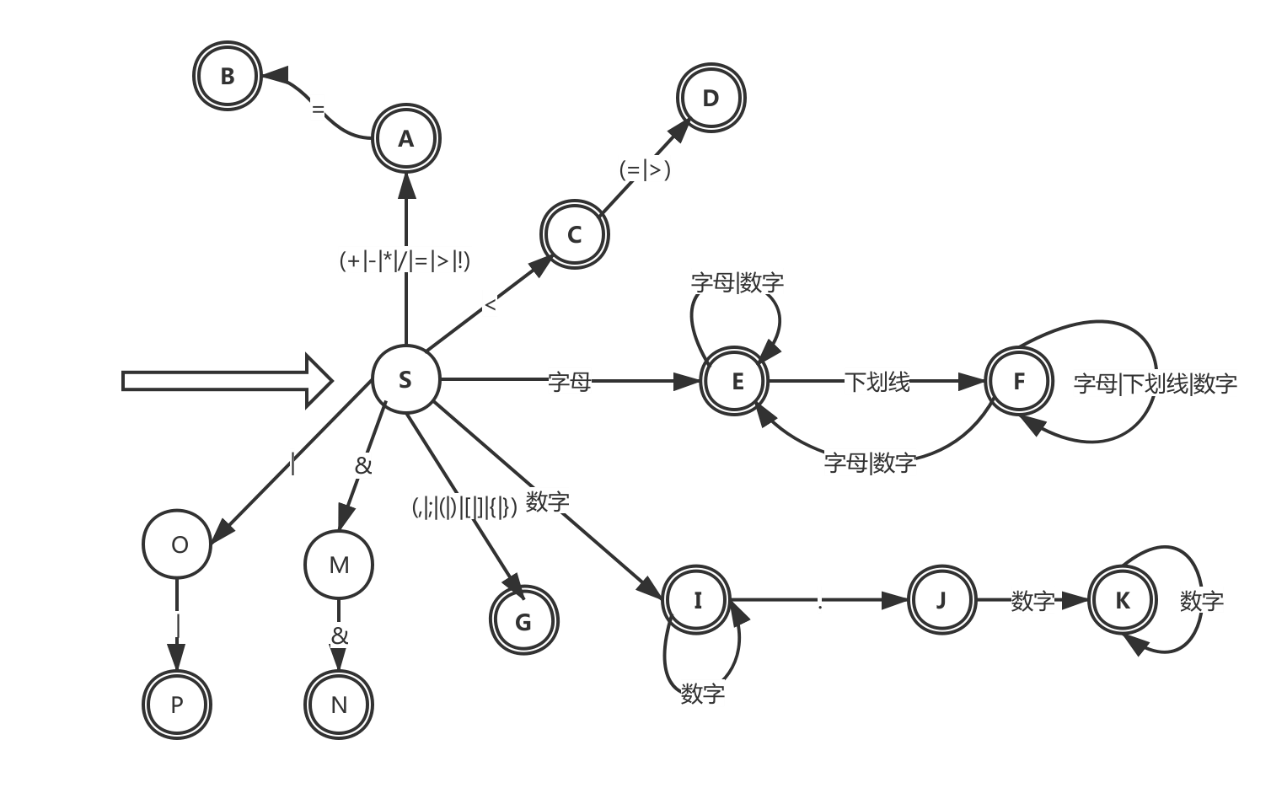 B
D
=
A
(=|>)
C
(+|-|*|/|=|>|!)
<
字母|数字
S
字母
E
下划线
F
字母|下划线|数字
字母|数字
|
&
(,|;|(|)|[|]|{|})
数字
O
M
I
.
J
数字
K
数字
|
&
G
数字
P
N